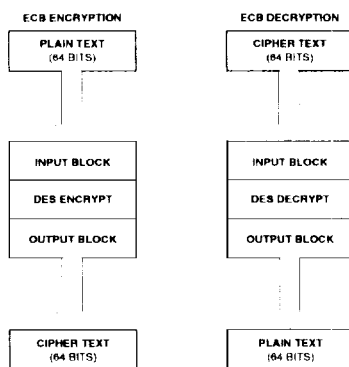 ECB ENCRYPTION
PLAIN TEXT
(64 BITS)
INPUT BLOCK
DES ENCRYPT
OUTPUT BLOCK
CIPHER TEXT
(64 BITS)
ECB DECRYPTION
CIPHER TEXT
(64 BITS)
INPUT BLOCK
DES DECRYPT
OUTPUT BLOCK
PLAIN TEXT
(64 BITS)